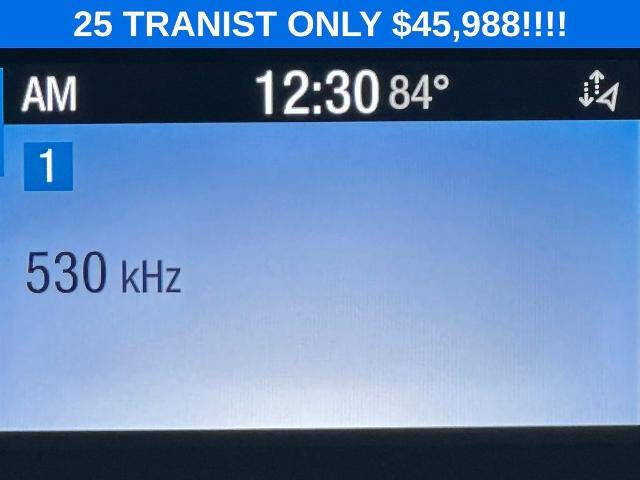 25 TRANIST ONLY $45,988!!!!
AM 12:30 84°
1
530 kHz